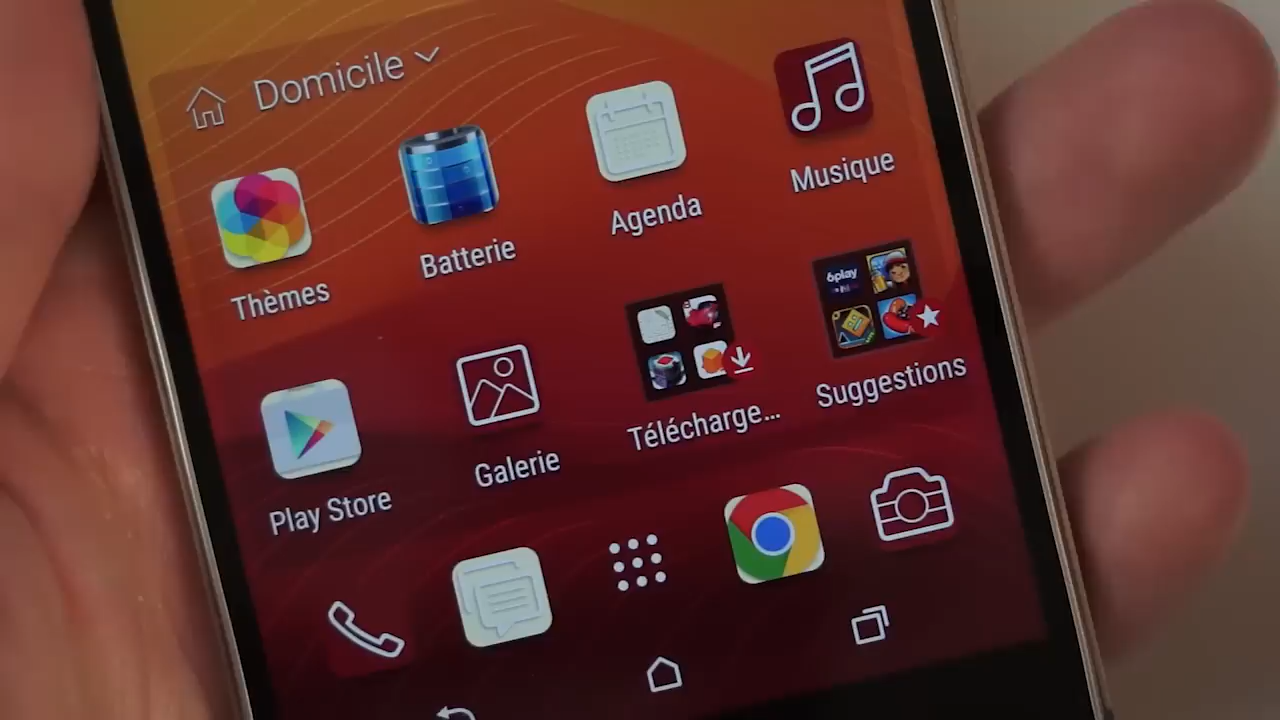 Domicile
Thèmes
Batterie
Agenda
Musique
Play Store
Galerie
Télécharge...
6play
Suggestions